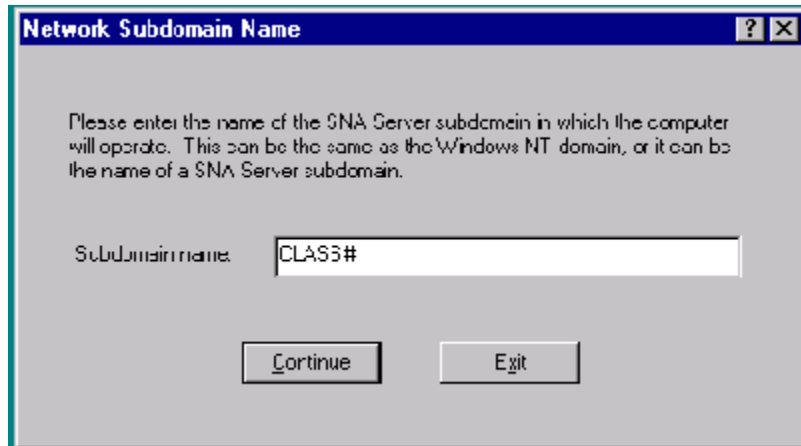 Network Subdomain Name
Please enter the name of the SNA Server subdomain in which the computer
will operate. This can be the same as the Windows NT domain, or it can be
the name of a SNA Server subdomain.
Subdomain name: CLASS#
Continue Exit